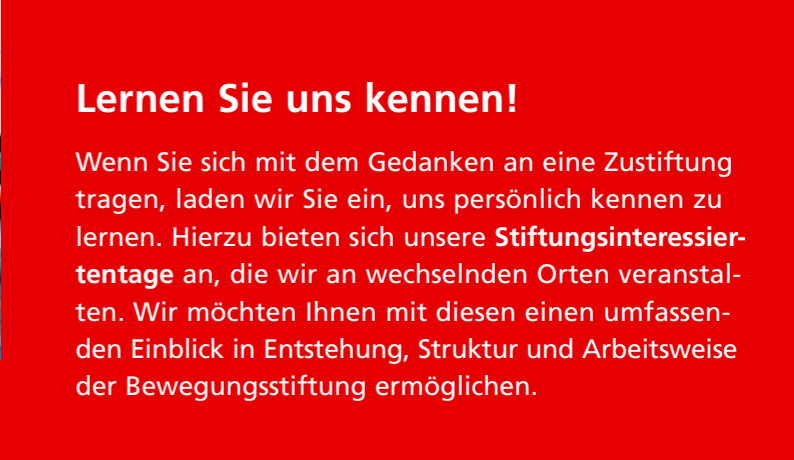 Lernen Sie uns kennen!
Wenn Sie sich mit dem Gedanken an eine Zustiftung
tragen, laden wir Sie ein, uns persönlich kennen zu
lernen. Hierzu bieten sich unsere Stiftungsinteressier-
tentage an, die wir an wechselnden Orten veranstal-
ten. Wir möchten Ihnen mit diesen einen umfassen-
den Einblick in Entstehung, Struktur und Arbeitsweise
der Bewegungsstiftung ermöglichen.